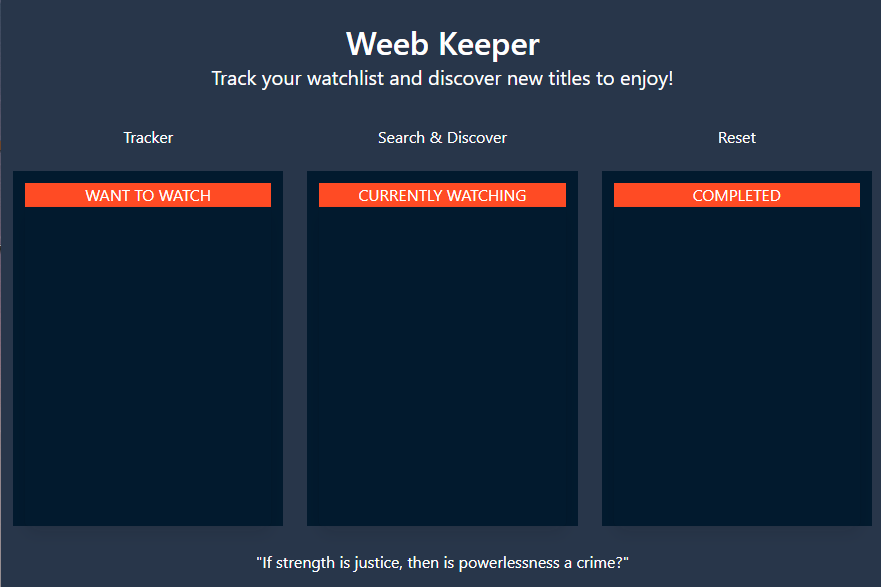 Weeb Keeper
Track your watchlist and discover new titles to enjoy!
Tracker
Search & Discover
Reset
WANT TO WATCH
CURRENTLY WATCHING
COMPLETED
"If strength is justice, then is powerlessness a crime?"